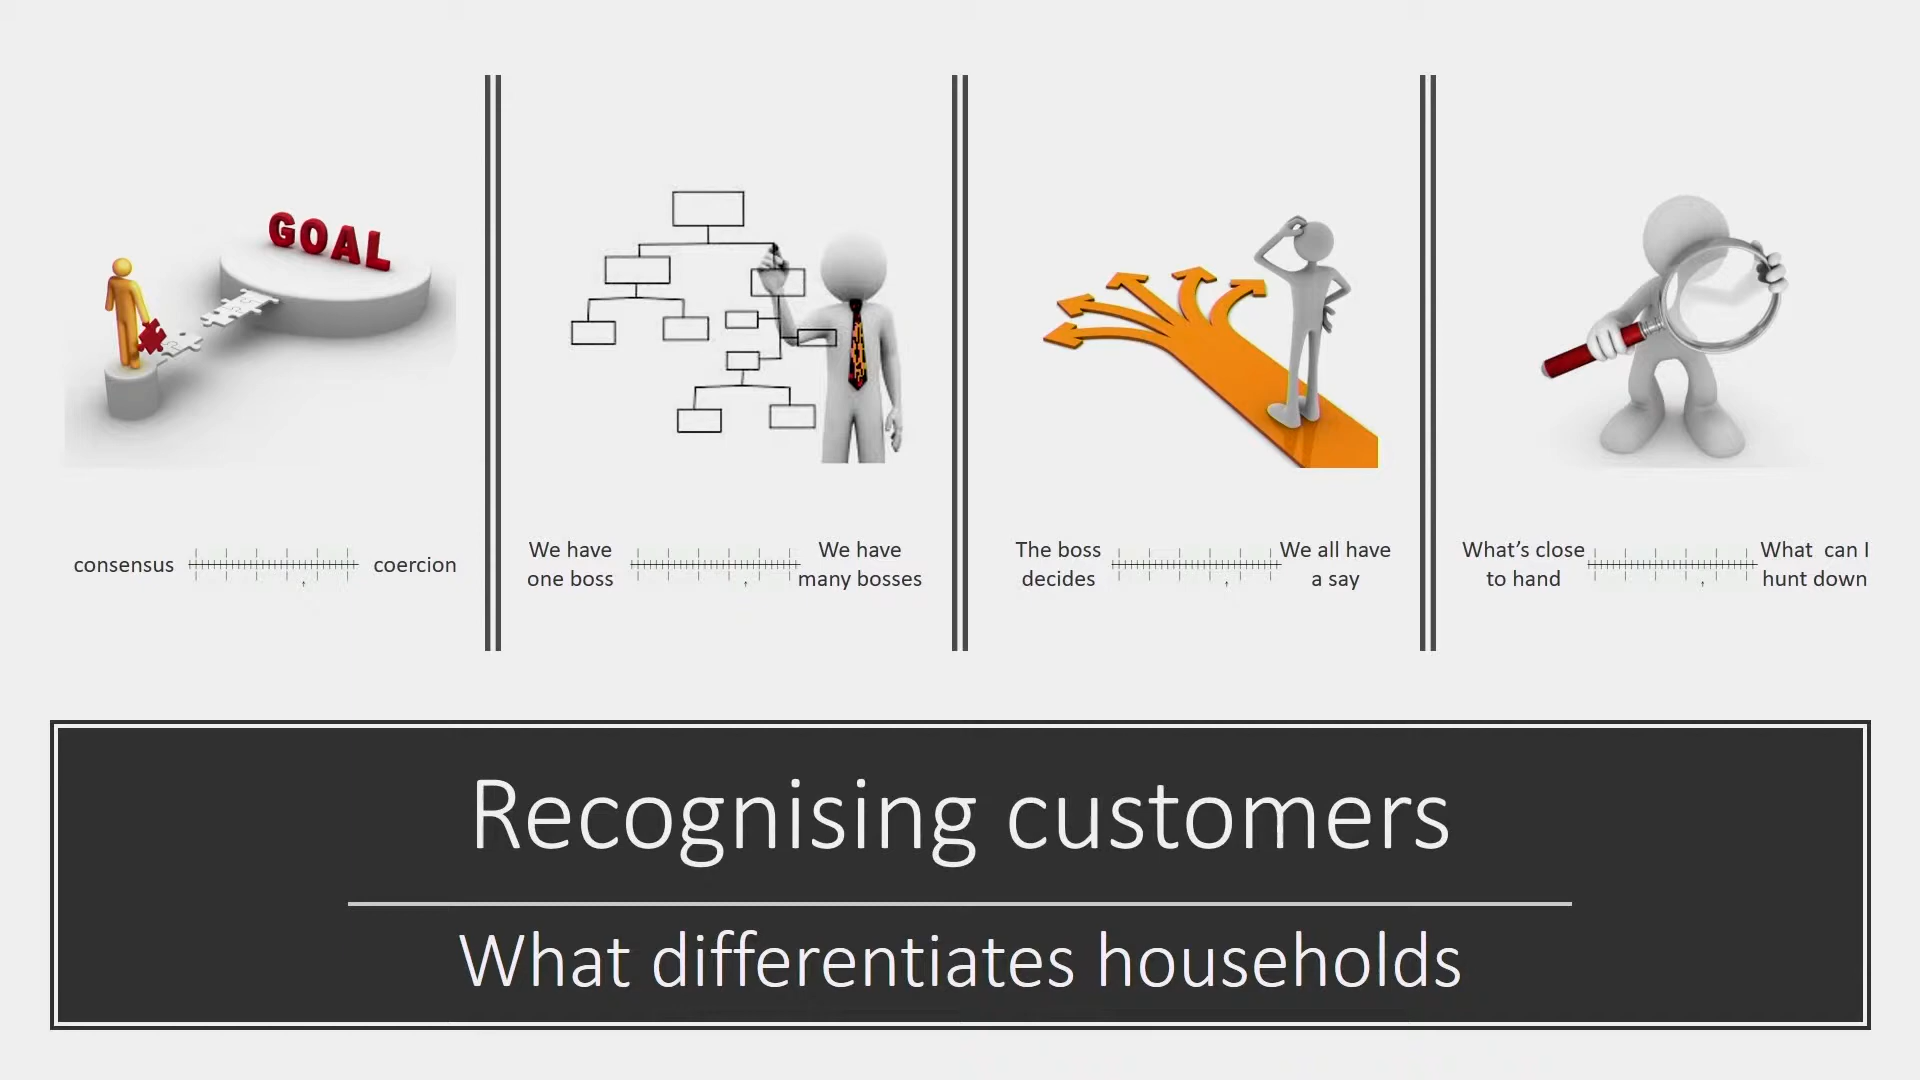 GOAL
consensus
coercion
We have
one boss
We have
many bosses
The boss
decides
We all have
a say
What’s close
to hand
What can I
hunt down
Recognising customers
What differentiates households